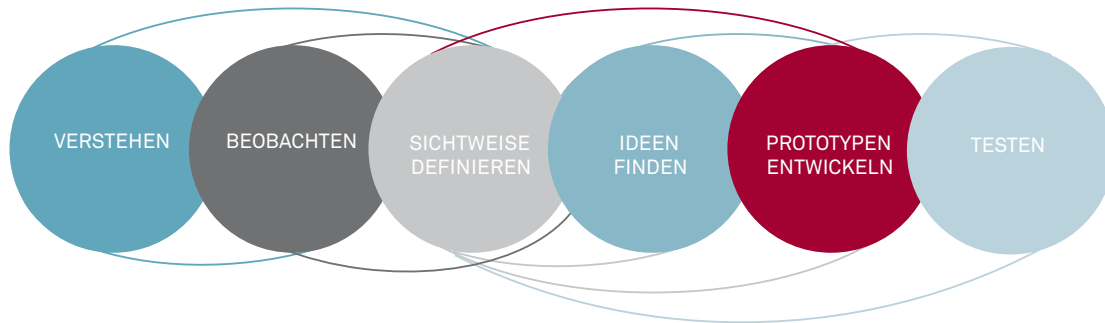 VERSTEHEN
BEOBACHTEN
SICHTWEISE
DEFINIEREN
IDEEN
FINDEN
PROTOTYPEN
ENTWICKELN
TESTEN